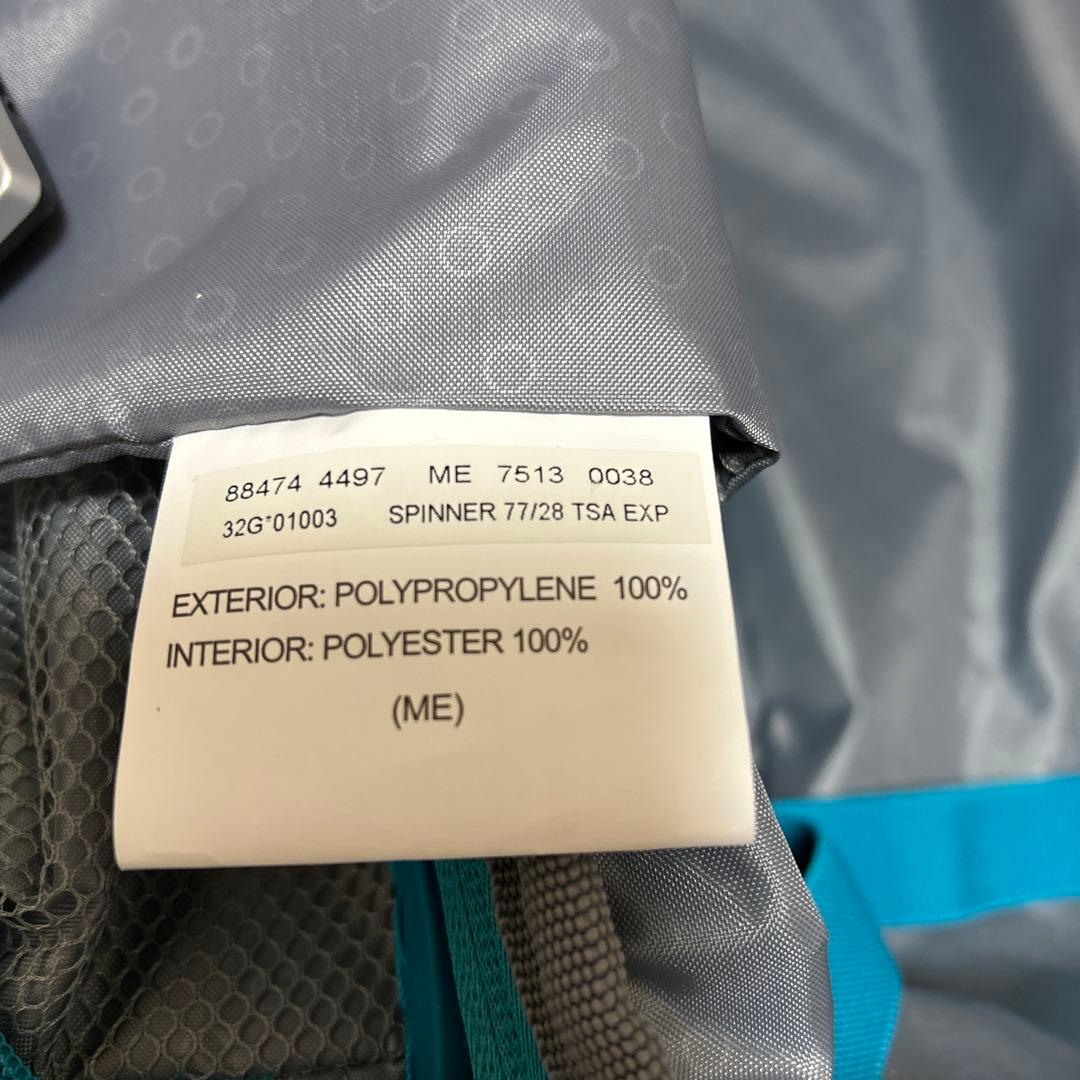 88474 4497 ME 7513 0038
32G*01003 SPINNER 77/28 TSA EXP
EXTERIOR: POLYPROPYLENE 100%
INTERIOR: POLYESTER 100%
(ME)